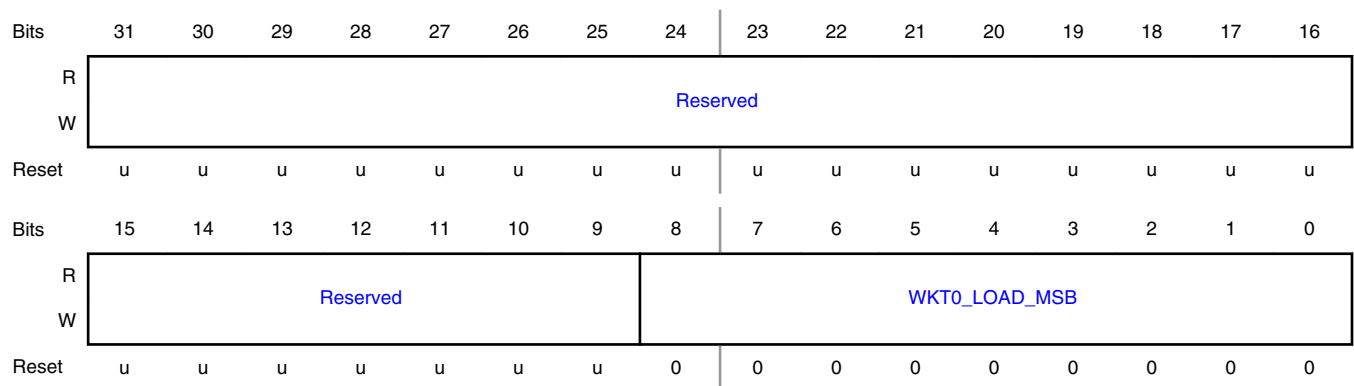 Bits 31 30 29 28 27 26 25 24 23 22 21 20 19 18 17 16
R
Reserved
W
Reset u u u u u u u u u u u u u u u u
Bits 15 14 13 12 11 10 9 8 7 6 5 4 3 2 1 0
R
Reserved WKT0_LOAD_MSB
W
Reset u u u u u u u 0 0 0 0 0 0 0 0 0